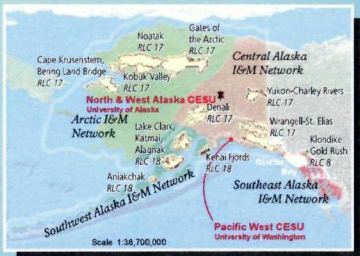 Noatak
RLC 17
Gates of
the Arctic
RLC 17
Cape Krusenstern,
Bering Land Bridge
RLC 17
Kobuk Valley
RLC 17
Central Alaska
I&M Network
North & West Alaska CESU
University of Alaska
Yukon-Charley Rivers
RLC 17
Arctic I&M
Network
Denali
RLC 17
Wrangell-St. Elias
RLC 17
Lake Clark,
Katmai,
Alagnak
RLC 18
Klondike
Gold Rush
RLC 8
Kenai Fjords
RLC 18
Aniakchak
RLC 18
Southeast Alaska
I&M Network
Southwest Alaska I&M Network
Pacific West CESU
University of Washington
Scale 1:38,700,000